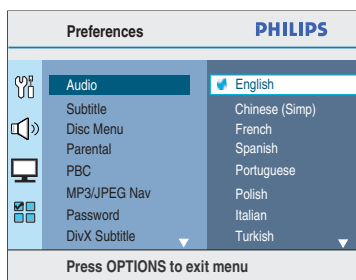 Preferences
PHILIPS
Audio
Subtitle
Disc Menu
Parental
PBC
MP3/JPEG Nav
Password
DivX Subtitle
English
Chinese (Simp)
French
Spanish
Portuguese
Polish
Italian
Turkish
Press OPTIONS to exit menu